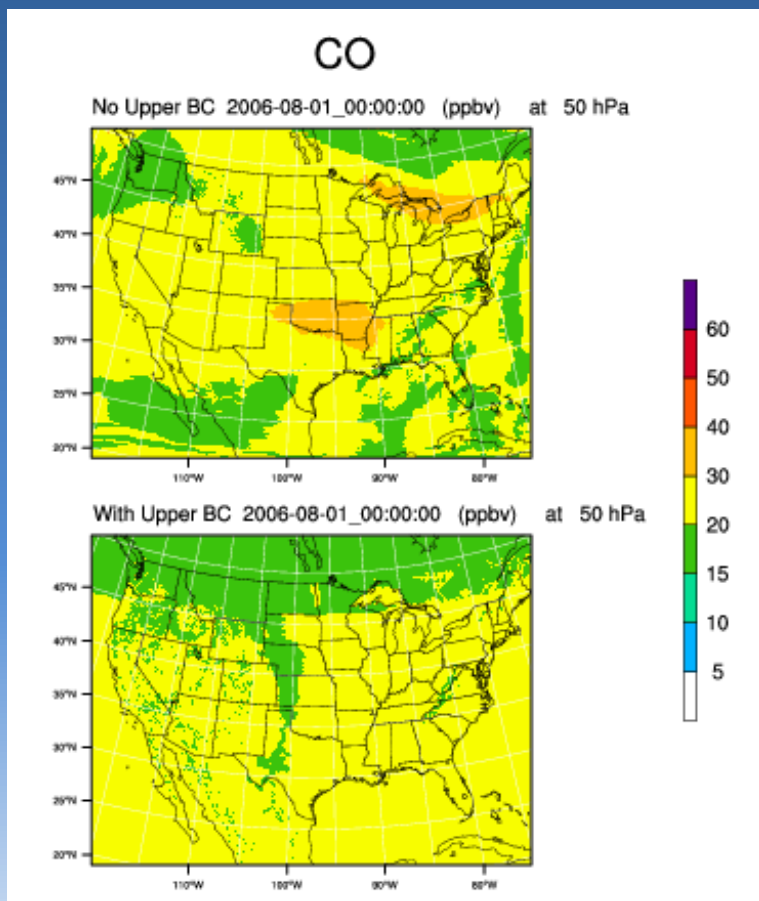 CO
No Upper BC 2006-08-01_00:00:00 (ppbv) at 50 hPa
45°N
40°N
35°N
30°N
25°N
20°N
110°W 100°W 90°W 80°W
60
50
40
30
20
15
10
5
With Upper BC 2006-08-01_00:00:00 (ppbv) at 50 hPa
45°N
40°N
35°N
30°N
25°N
20°N
110°W 100°W 90°W 80°W